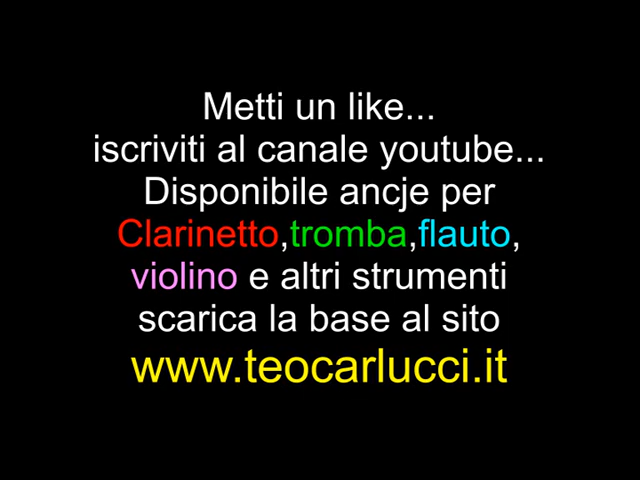 Metti un like...
iscriviti al canale youtube...
Disponibile ancje per
Clarinetto,tromba,flauto,
violino e altri strumenti
scarica la base al sito
www.teocarlucci.it